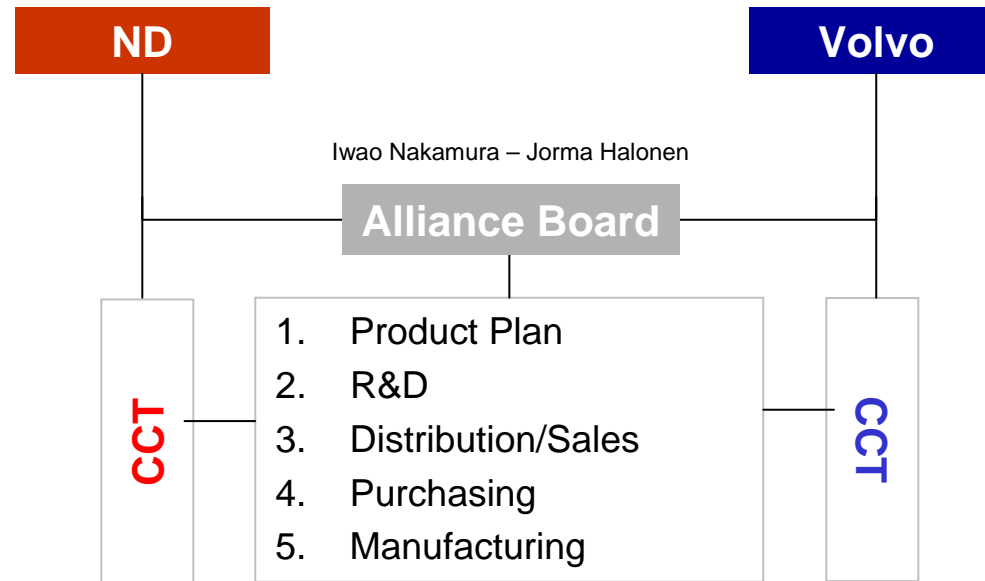 ND
Volvo
Iwao Nakamura – Jorma Halonen
Alliance Board
CCT
1. Product Plan
2. R&D
3. Distribution/Sales
4. Purchasing
5. Manufacturing
CCT